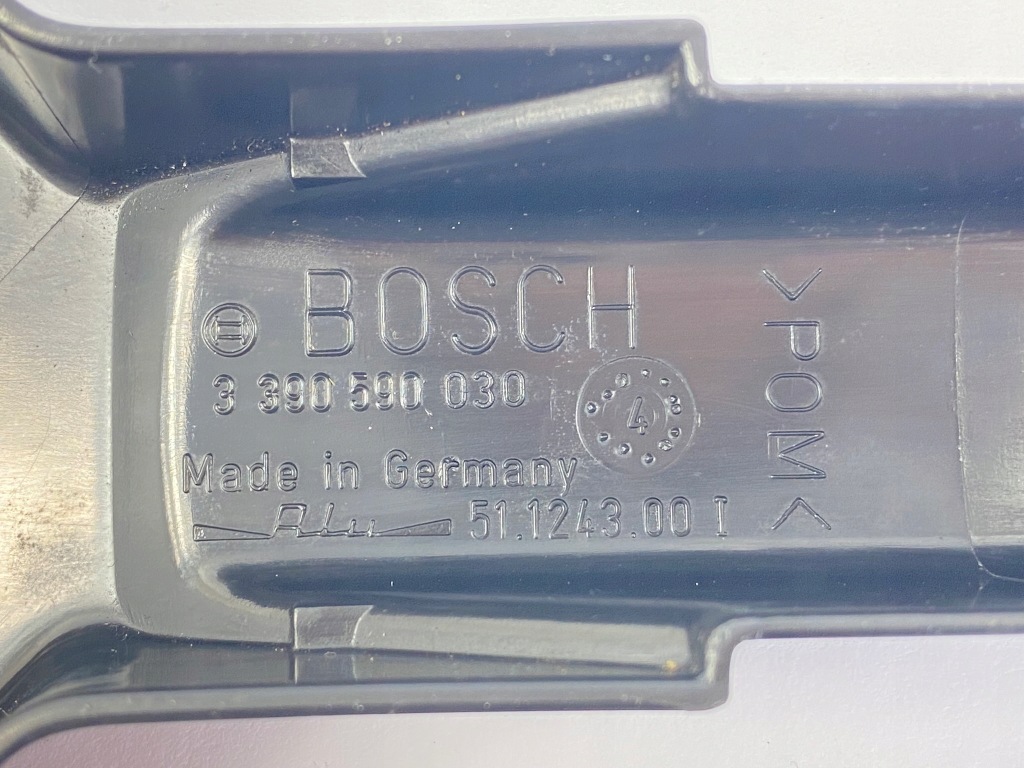 BOSCH
3 390 590 030
4
Made in Germany
Alu 51.1243.00 I
>POM<